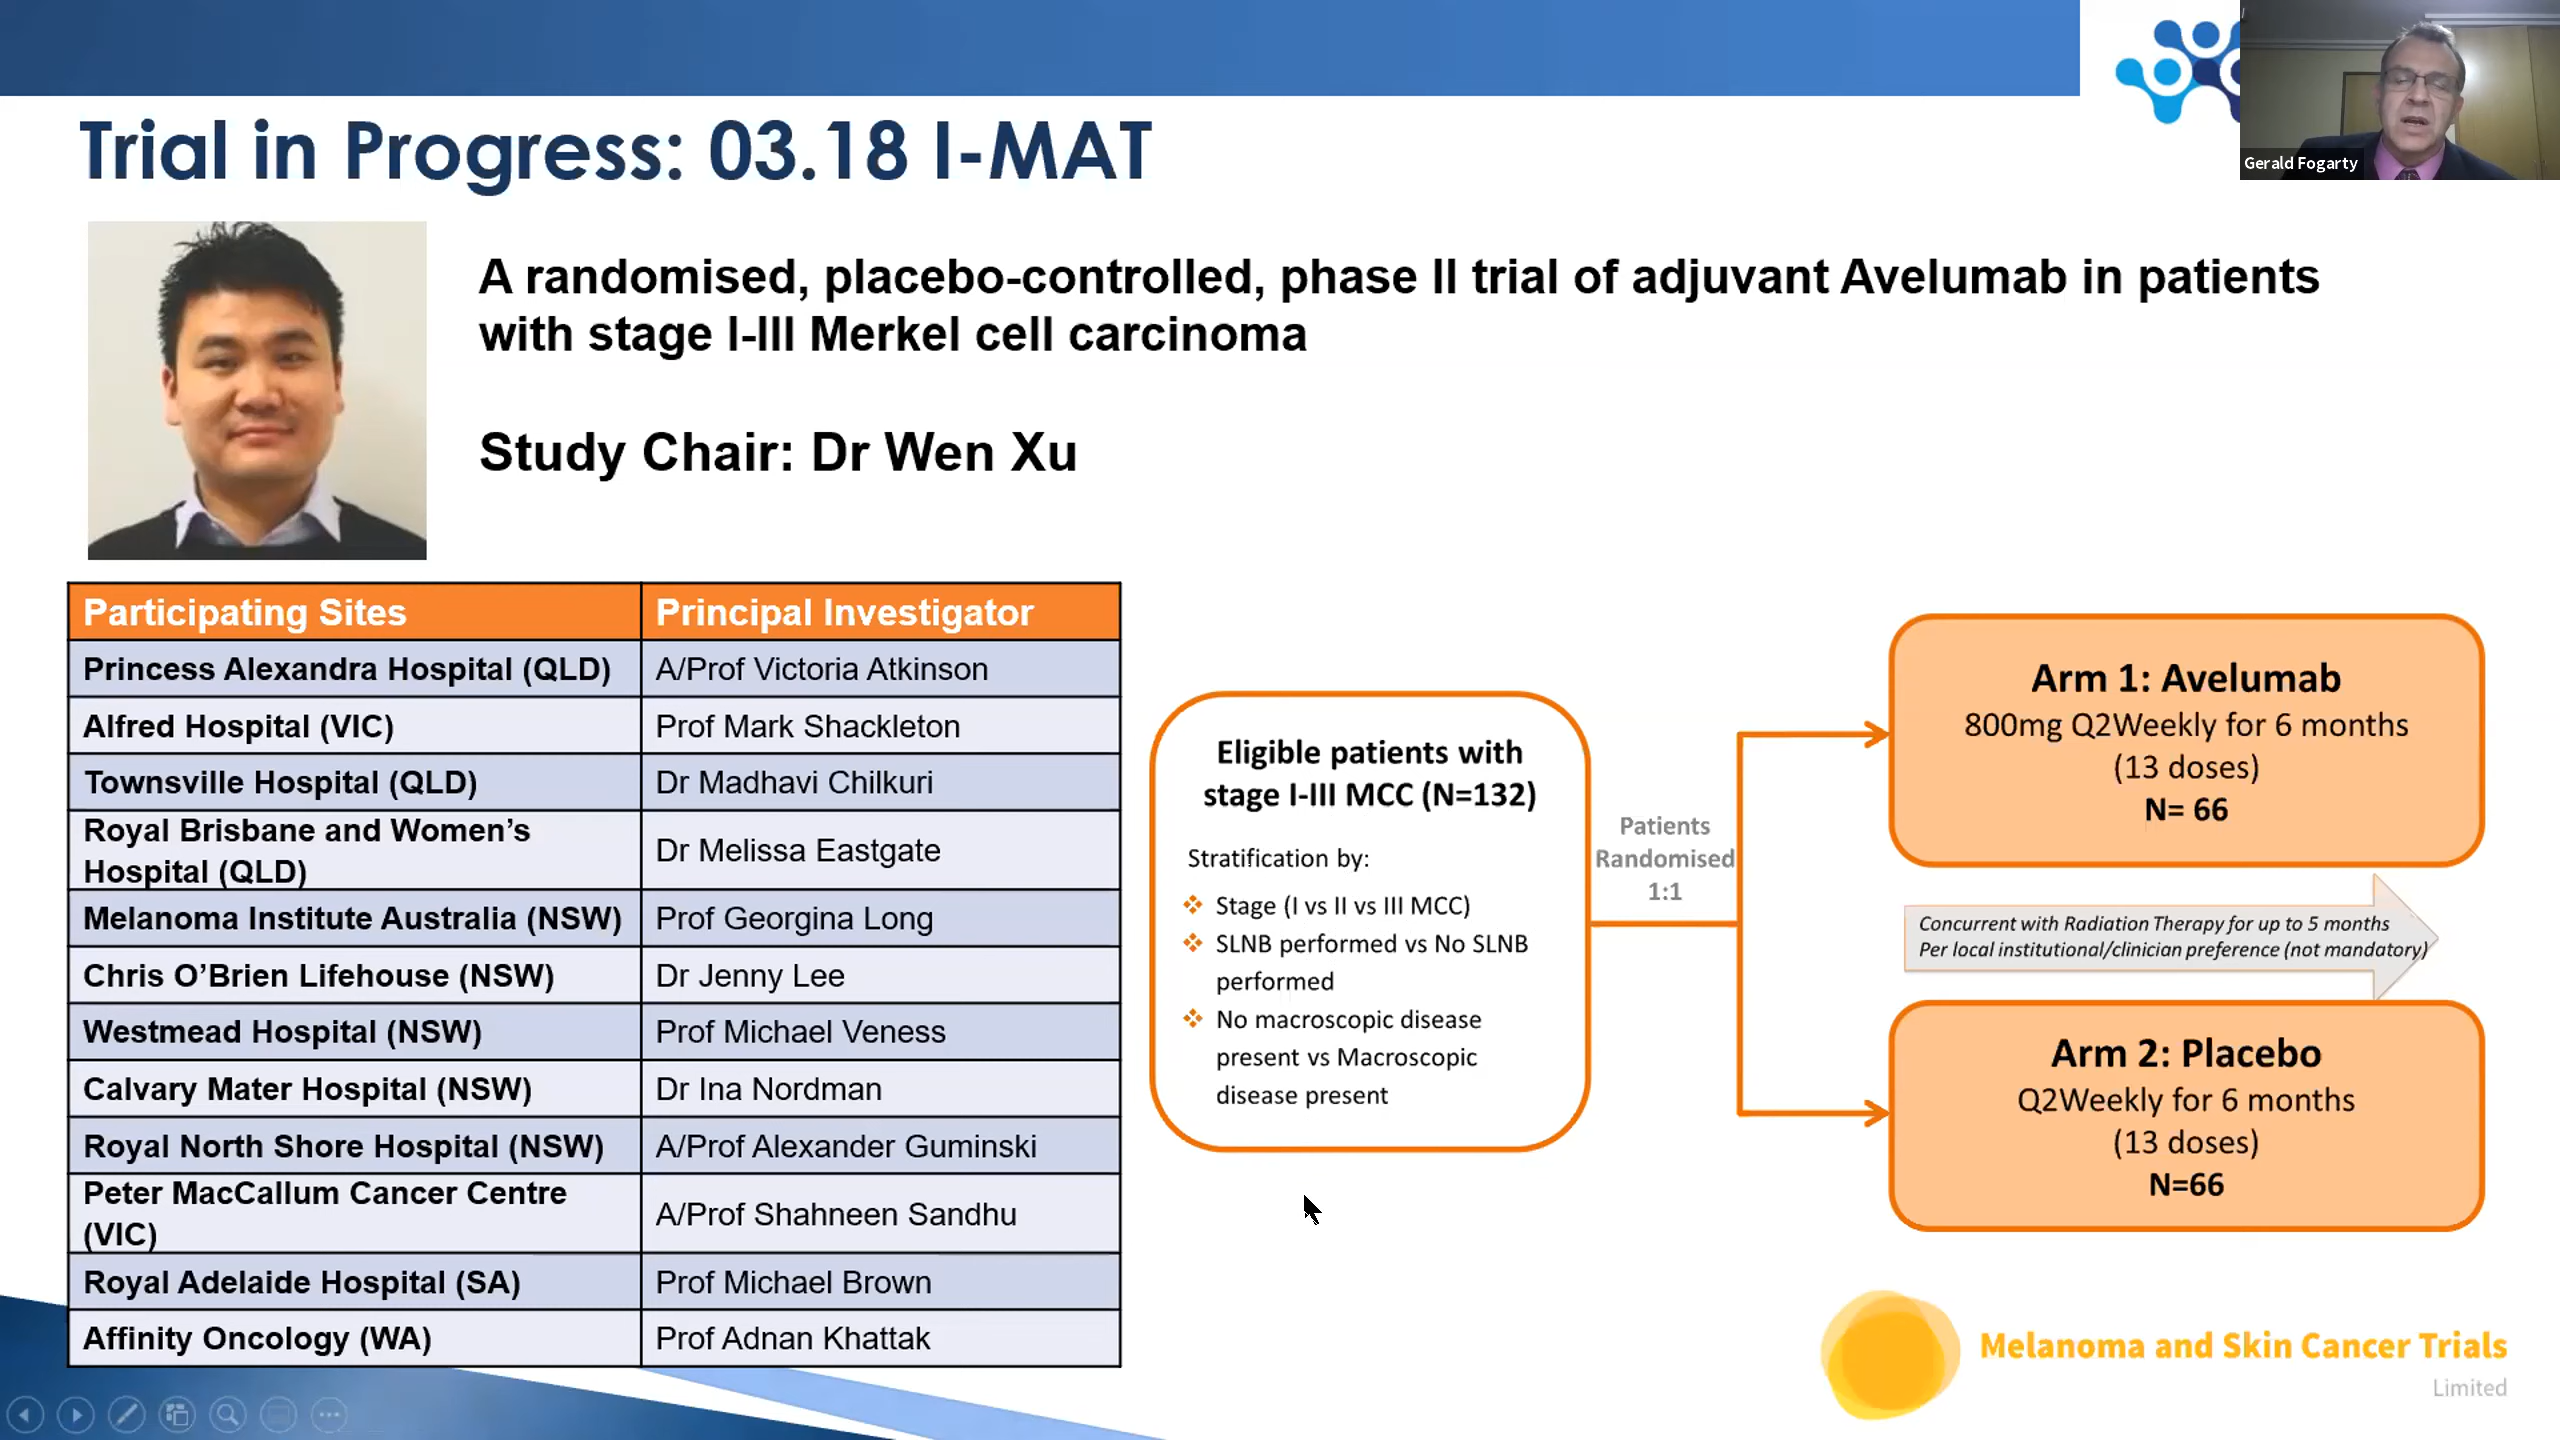 Trial in Progress: 03.18 I-MAT
Gerald Fogarty
A randomised, placebo-controlled, phase II trial of adjuvant Avelumab in patients
with stage I-III Merkel cell carcinoma
Study Chair: Dr Wen Xu
Participating Sites Principal Investigator
Princess Alexandra Hospital (QLD) A/Prof Victoria Atkinson
Alfred Hospital (VIC) Prof Mark Shackleton
Townsville Hospital (QLD) Dr Madhavi Chilkuri
Royal Brisbane and Women’s
Hospital (QLD) Dr Melissa Eastgate
Melanoma Institute Australia (NSW) Prof Georgina Long
Chris O’Brien Lifehouse (NSW) Dr Jenny Lee
Westmead Hospital (NSW) Prof Michael Veness
Calvary Mater Hospital (NSW) Dr Ina Nordman
Royal North Shore Hospital (NSW) A/Prof Alexander Guminski
Peter MacCallum Cancer Centre
(VIC) A/Prof Shahneen Sandhu
Royal Adelaide Hospital (SA) Prof Michael Brown
Affinity Oncology (WA) Prof Adnan Khattak
Eligible patients with
stage I-III MCC (N=132)
Stratification by:
❖ Stage (I vs II vs III MCC)
❖ SLNB performed vs No SLNB
performed
❖ No macroscopic disease
present vs Macroscopic
disease present
Patients
Randomised
1:1
Arm 1: Avelumab
800mg Q2Weekly for 6 months
(13 doses)
N= 66
Concurrent with Radiation Therapy for up to 5 months
Per local institutional/clinician preference (not mandatory)
Arm 2: Placebo
Q2Weekly for 6 months
(13 doses)
N=66
Melanoma and Skin Cancer Trials
Limited